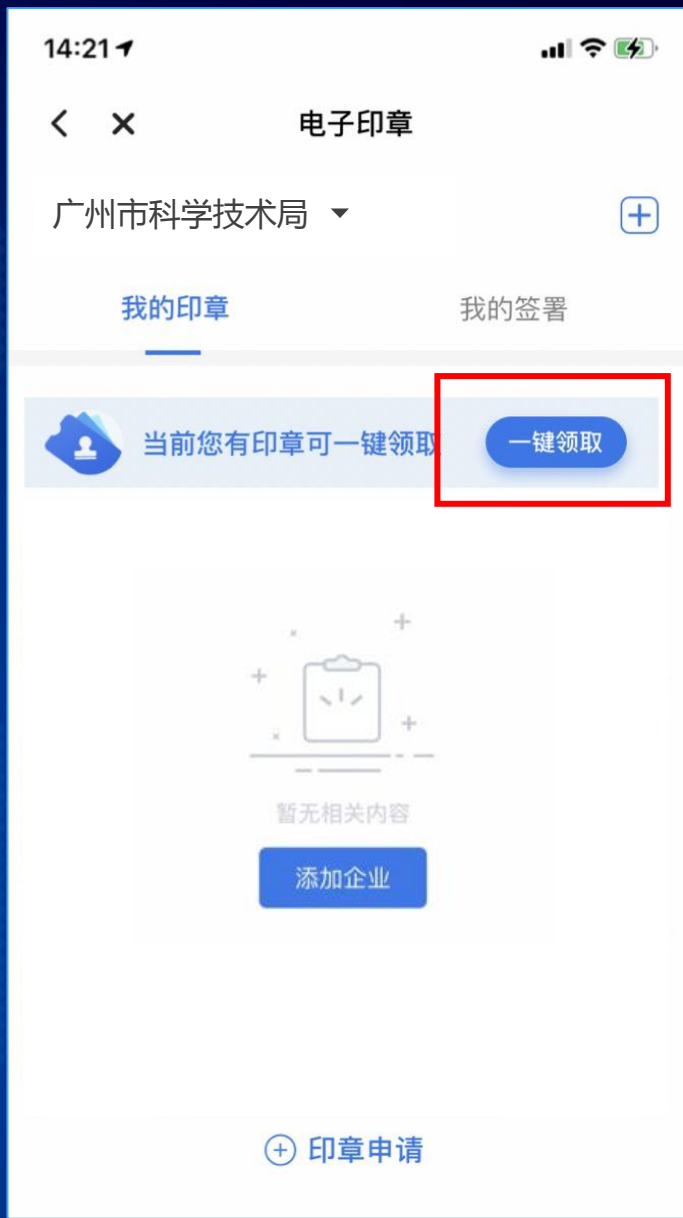 14:21
电子印章
广州市科学技术局
我的印章
我的签署
当前您有印章可一键领取
一键领取
暂无相关内容
添加企业
印章申请